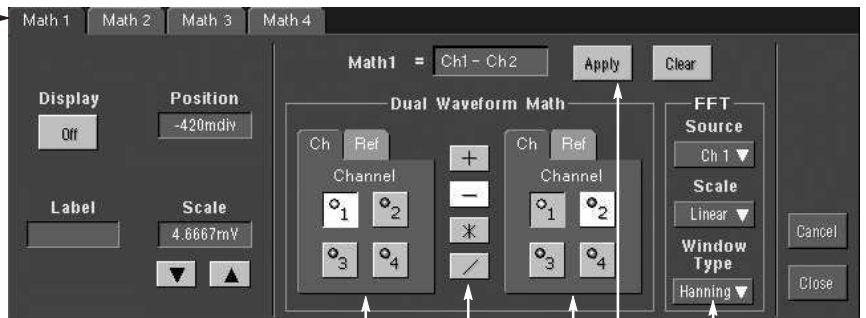 Math 1 Math 2 Math 3 Math 4
Math1 = Ch1 - Ch2 Apply Clear
Display Position
Off -420mdiv
Label Scale
4.6667mV
Dual Waveform Math
Ch Ref
Channel
1 2
3 4
+
−
*
/
Ch Ref
Channel
1 2
3 4
FFT
Source
Ch 1
Scale
Linear
Window
Type
Hanning
Cancel
Close